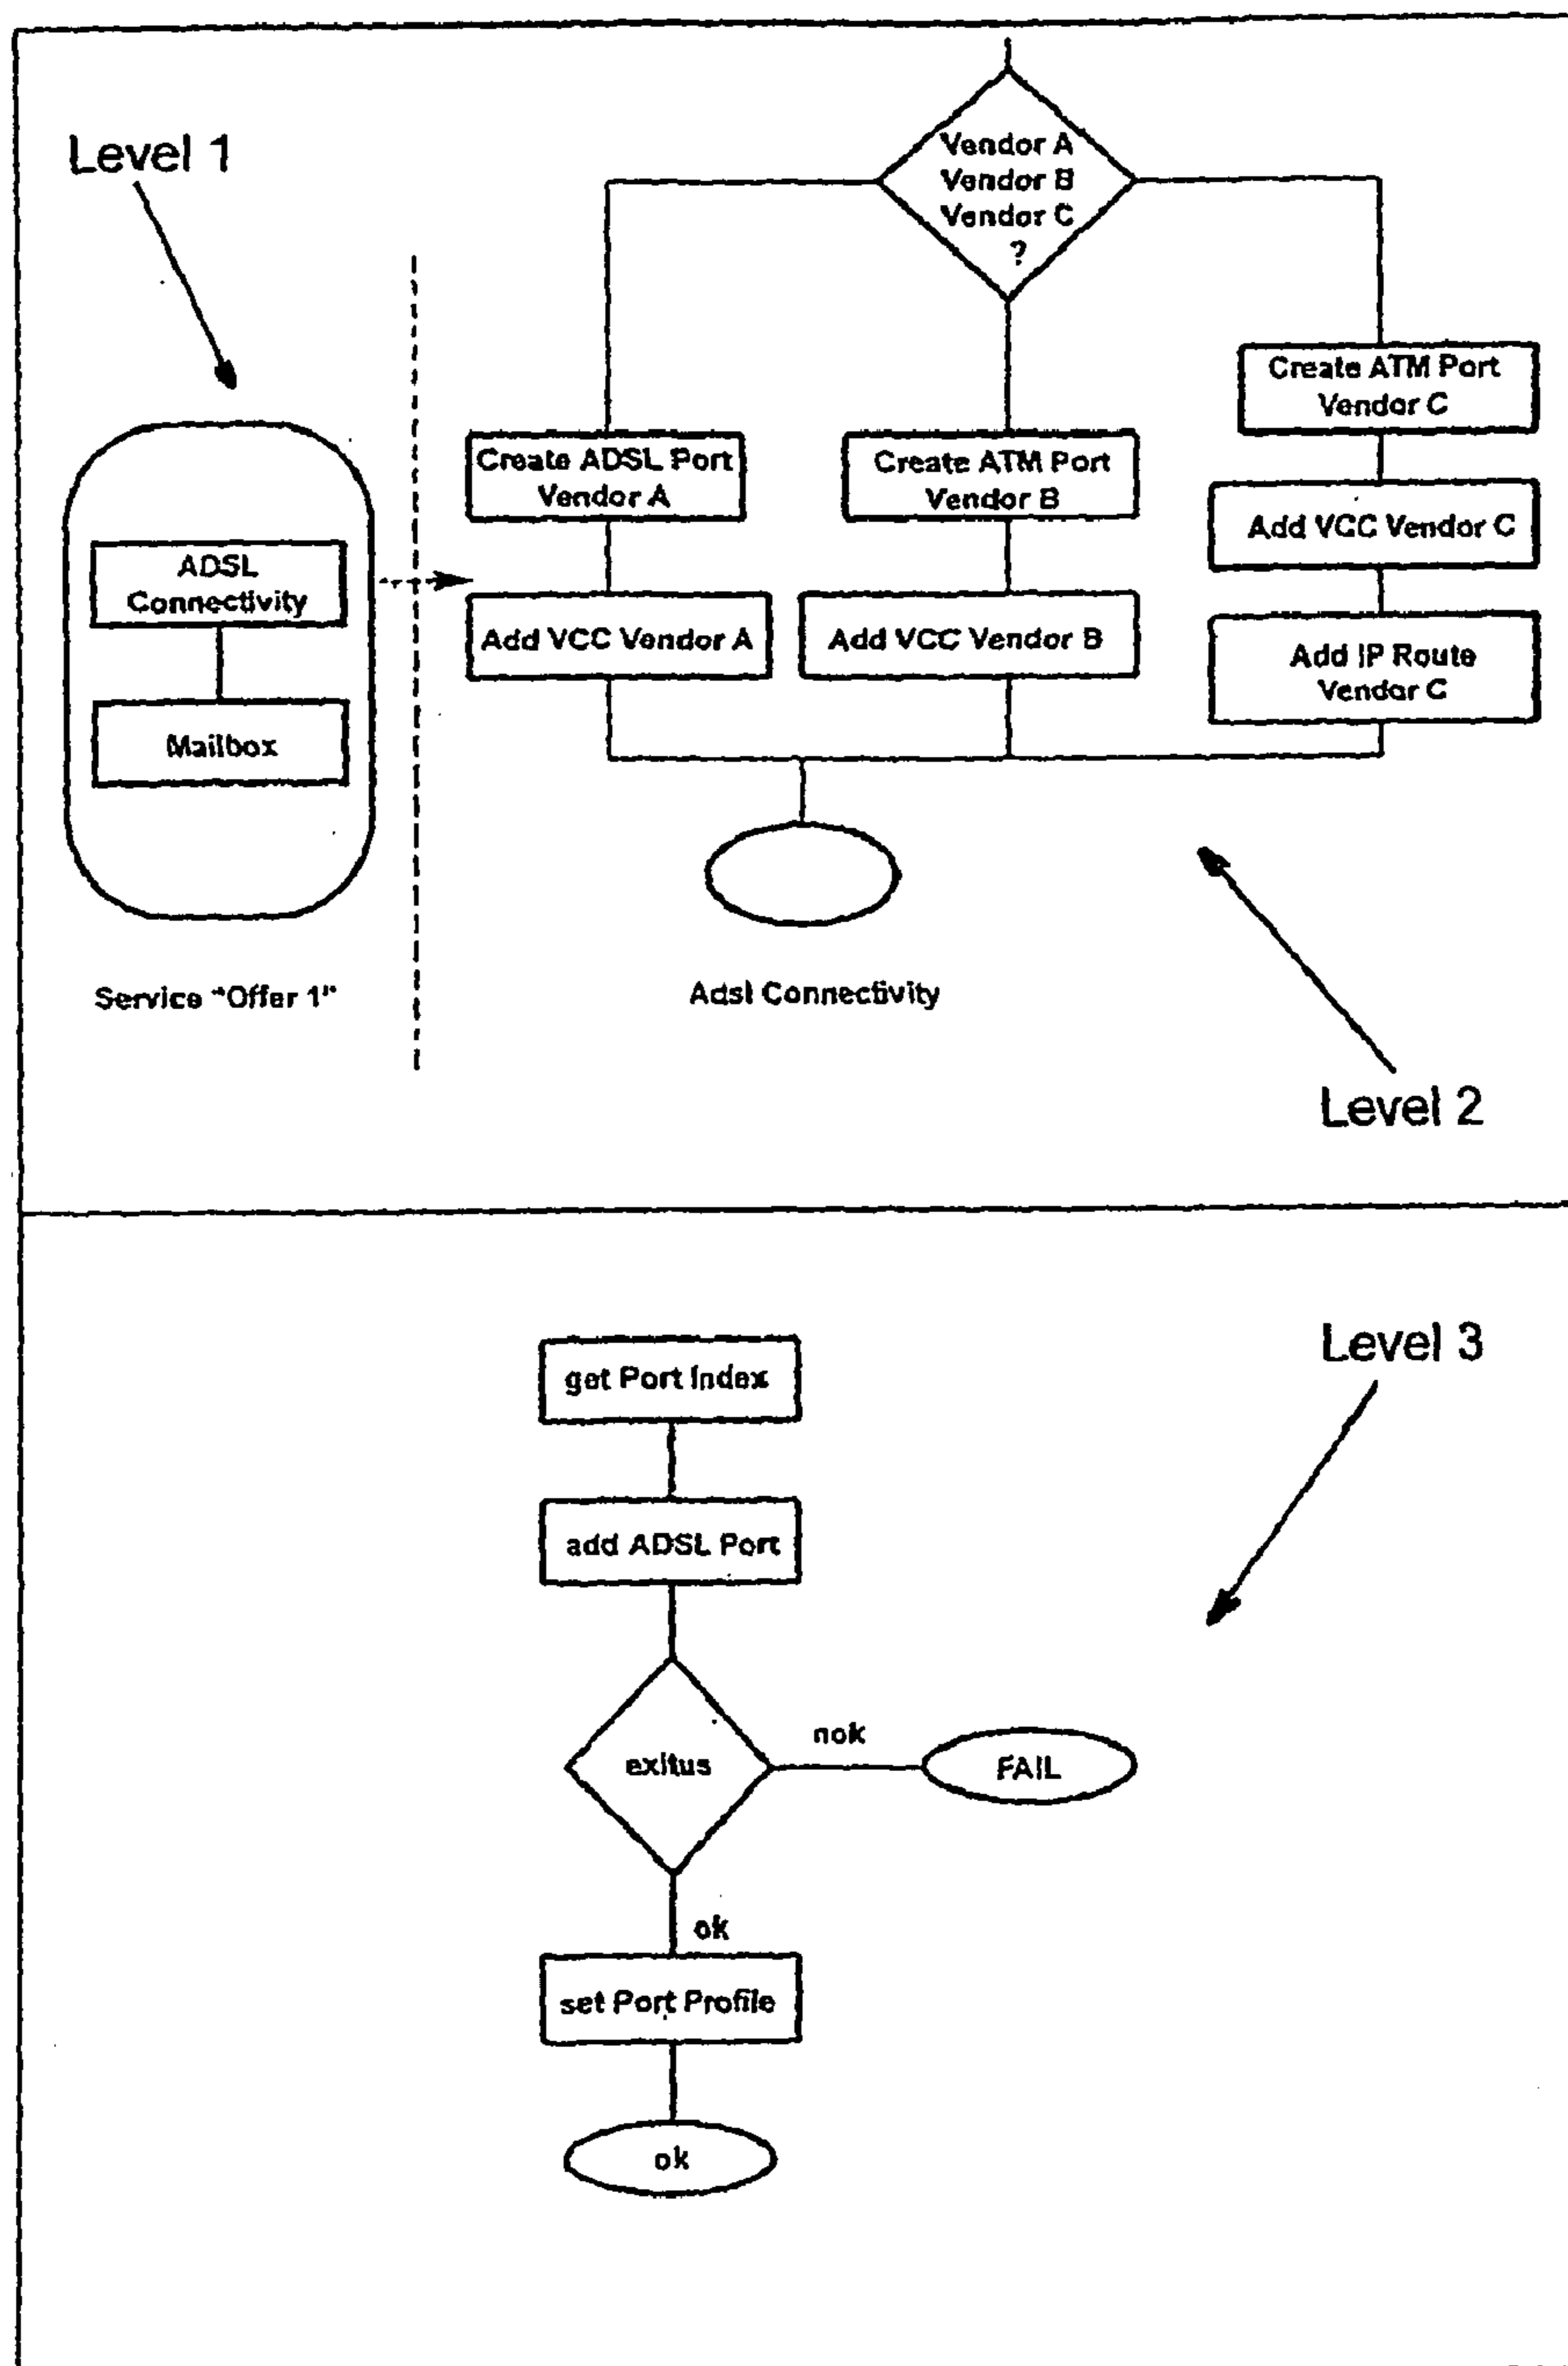 Level 1
Vendor A
Vendor B
Vendor C
?
Create ADSL Port
Vendor A
Create ATM Port
Vendor B
Create ATM Port
Vendor C
ADSL
Connectivity
Add VCC Vendor A
Add VCC Vendor B
Add VCC Vendor C
Add IP Route
Vendor C
Mailbox
Service "Offer 1"
Adsl Connectivity
Level 2
Level 3
get Port Index
add ADSL Port
exitus
nok
FAIL
ok
set Port Profile
ok